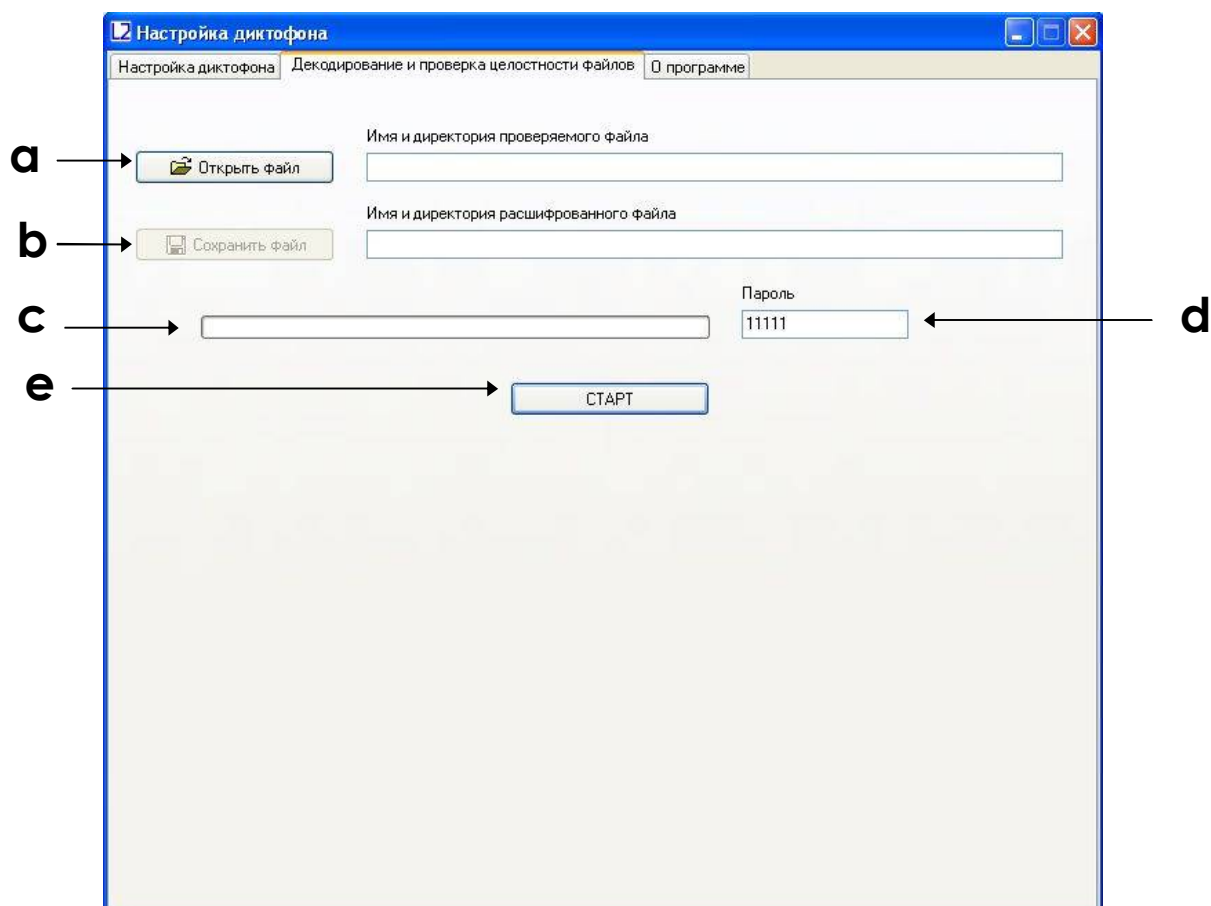 L2 Настройка диктофона
Настройка диктофона Декодирование и проверка целостности файлов О программе
Имя и директория проверяемого файла
a Открыть файл
Имя и директория расшифрованного файла
b Сохранить файл
Пароль
c 11111 d
e СТАРТ